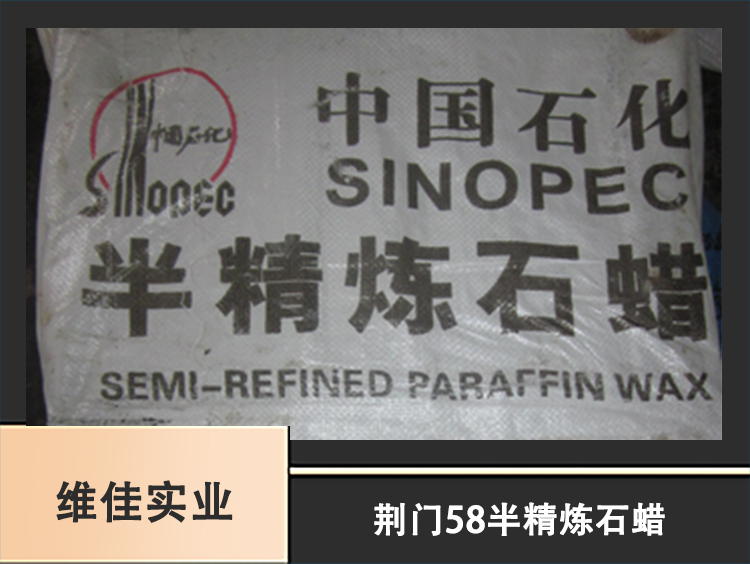 中国石化
SINOPEC
中国石化
SINOPEC
半精炼石蜡
SEMI-REFINED PARAFFIN WAX
维佳实业
荆门58半精炼石蜡